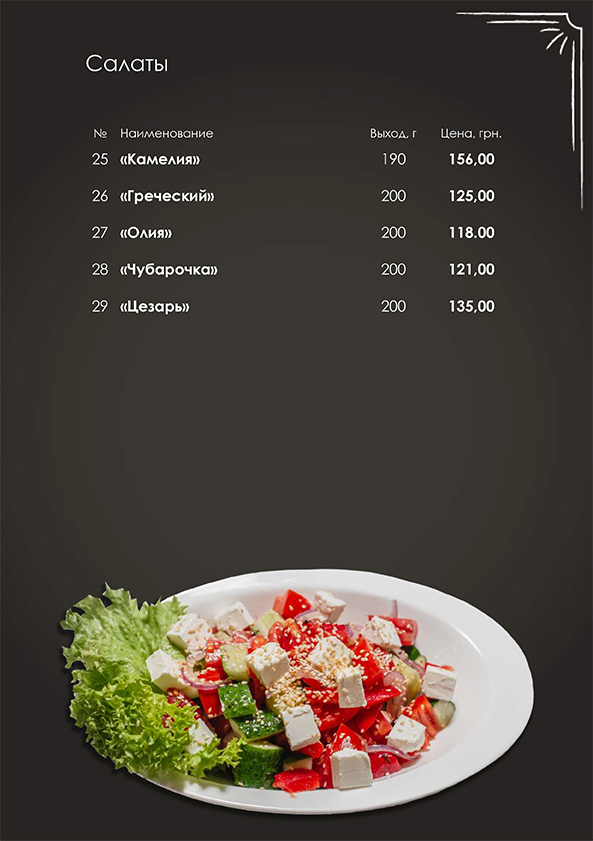 Салаты
№ Наименование Выход, г Цена, грн.
25 «Камелия» 190 156,00
26 «Греческий» 200 125,00
27 «Олия» 200 118.00
28 «Чубарочка» 200 121,00
29 «Цезарь» 200 135,00